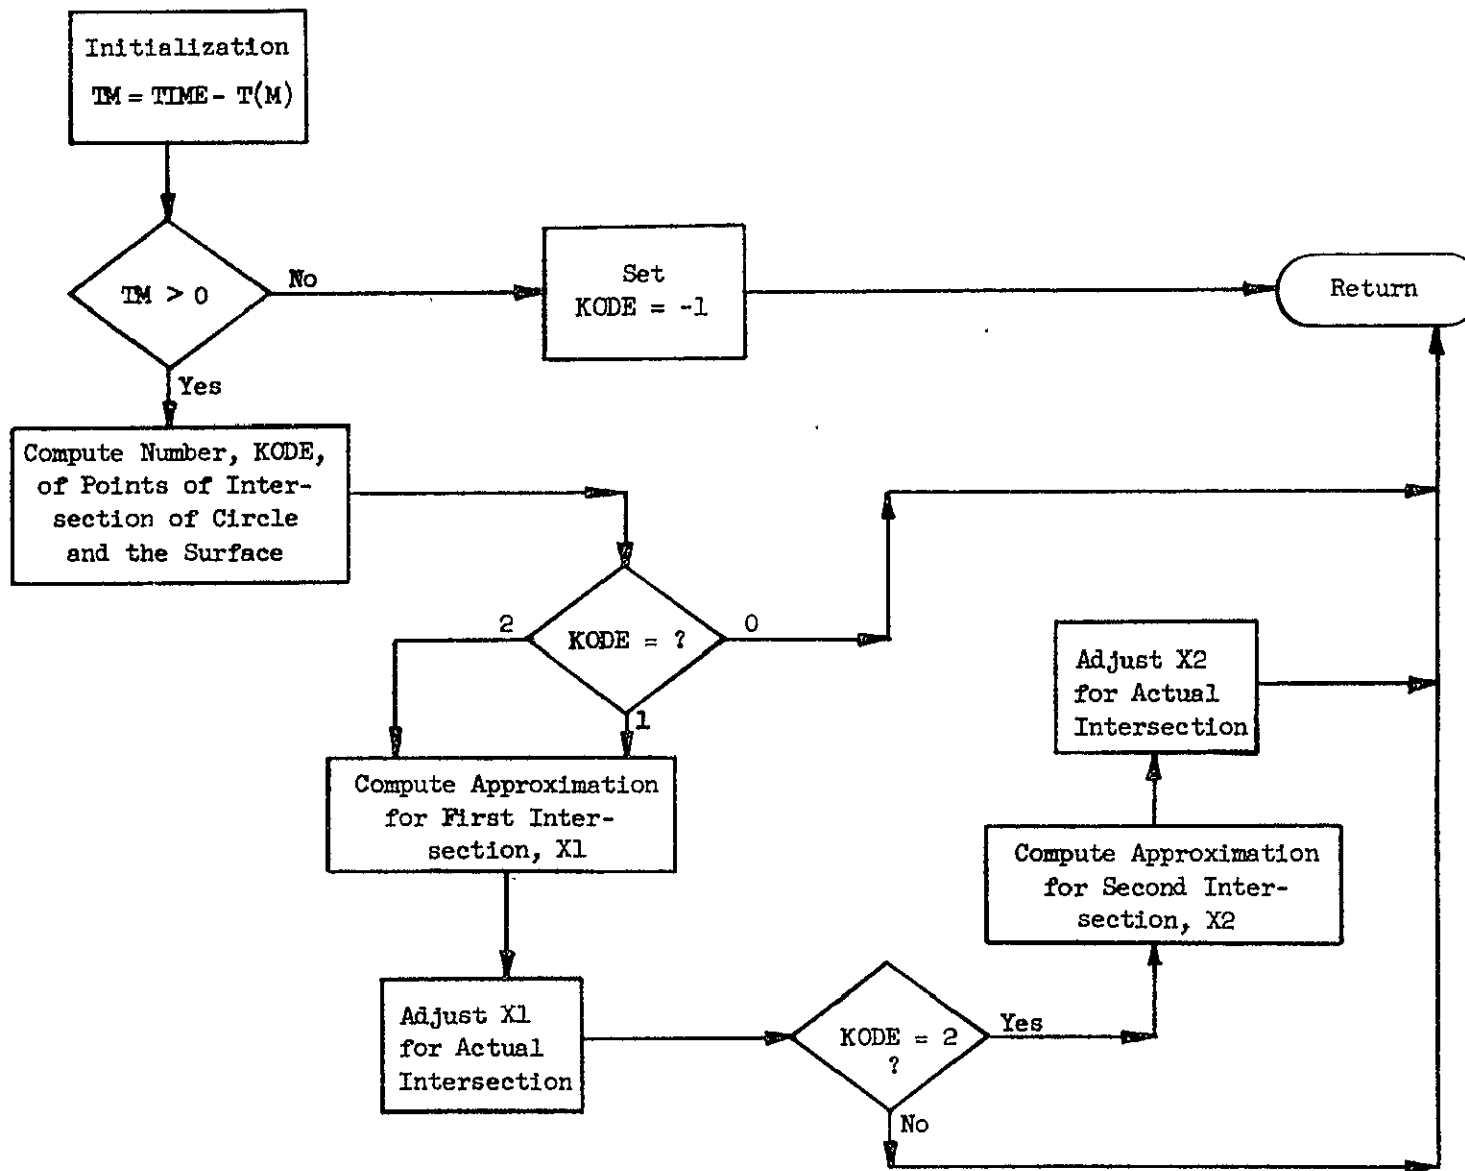 Initialization
TM = TIME - T(M)
TM > 0
No
Set
KODE = -1
Return
Yes
Compute Number, KODE,
of Points of Inter-
section of Circle
and the Surface
2
KODE = ?
0
1
Adjust X2
for Actual
Intersection
Compute Approximation
for First Inter-
section, X1
Compute Approximation
for Second Inter-
section, X2
Adjust X1
for Actual
Intersection
KODE = 2
?
Yes
No